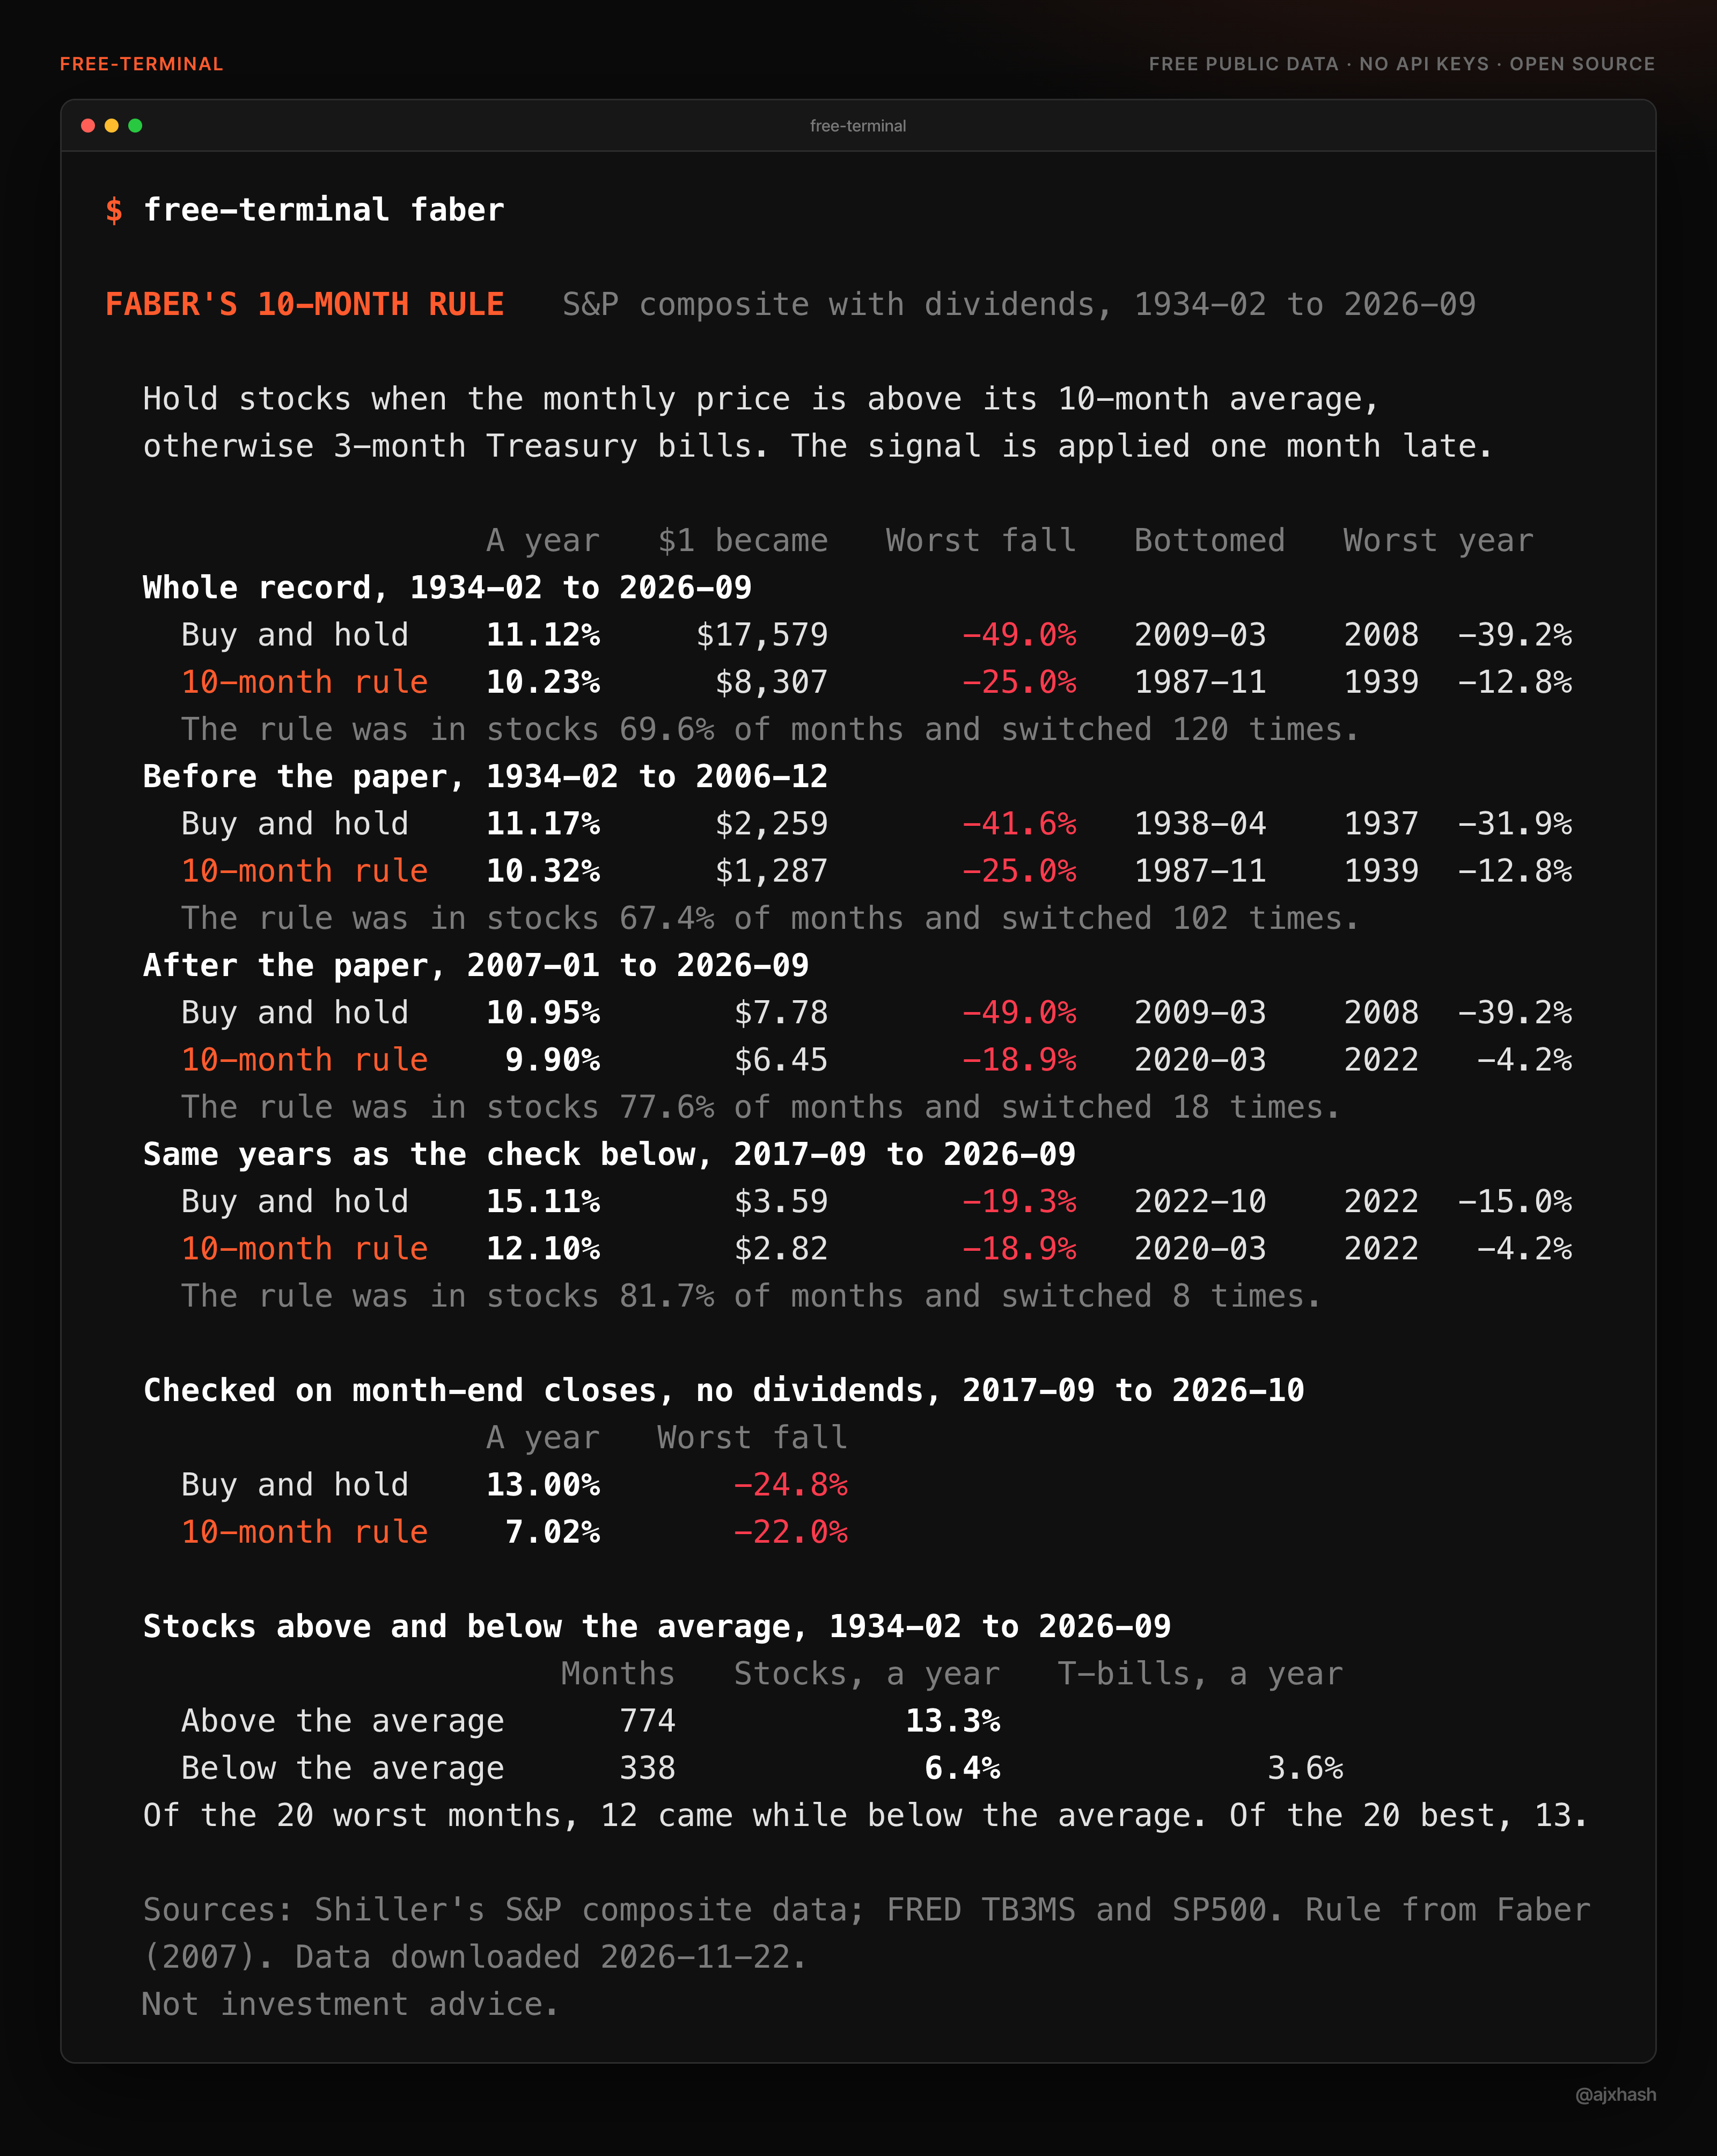 FREE-TERMINAL
FREE PUBLIC DATA · NO API KEYS · OPEN SOURCE
free-terminal
$ free-terminal faber
FABER'S 10-MONTH RULE   S&P composite with dividends, 1934-02 to 2026-09
Hold stocks when the monthly price is above its 10-month average,
otherwise 3-month Treasury bills. The signal is applied one month late.
A year   $1 became   Worst fall   Bottomed   Worst year
Whole record, 1934-02 to 2026-09
Buy and hold   11.12%   $17,579   -49.0%   2009-03   2008   -39.2%
10-month rule   10.23%   $8,307   -25.0%   1987-11   1939   -12.8%
The rule was in stocks 69.6% of months and switched 120 times.
Before the paper, 1934-02 to 2006-12
Buy and hold   11.17%   $2,259   -41.6%   1938-04   1937   -31.9%
10-month rule   10.32%   $1,287   -25.0%   1987-11   1939   -12.8%
The rule was in stocks 67.4% of months and switched 102 times.
After the paper, 2007-01 to 2026-09
Buy and hold   10.95%   $7.78   -49.0%   2009-03   2008   -39.2%
10-month rule   9.90%   $6.45   -18.9%   2020-03   2022   -4.2%
The rule was in stocks 77.6% of months and switched 18 times.
Same years as the check below, 2017-09 to 2026-09
Buy and hold   15.11%   $3.59   -19.3%   2022-10   2022   -15.0%
10-month rule   12.10%   $2.82   -18.9%   2020-03   2022   -4.2%
The rule was in stocks 81.7% of months and switched 8 times.
Checked on month-end closes, no dividends, 2017-09 to 2026-10
A year   Worst fall
Buy and hold   13.00%   -24.8%
10-month rule   7.02%   -22.0%
Stocks above and below the average, 1934-02 to 2026-09
Months   Stocks, a year   T-bills, a year
Above the average   774   13.3%
Below the average   338   6.4%   3.6%
Of the 20 worst months, 12 came while below the average. Of the 20 best, 13.
Sources: Shiller's S&P composite data; FRED TB3MS and SP500. Rule from Faber
(2007). Data downloaded 2026-11-22.
Not investment advice.
@ajxhash